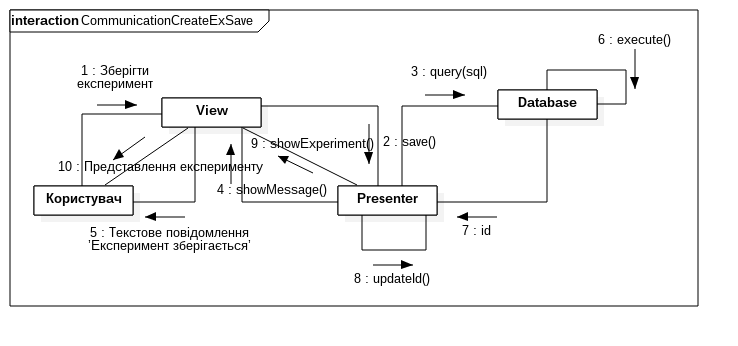 interaction CommunicationCreateExSave
6 : execute()
1 : Зберігти
експеримент
3 : query(sql)
View
Database
9 : showExperiment()
2 : save()
10 : Представлення експерименту
4 : showMessage()
Користувач
Presenter
5 : Текстове повідомлення
'Експеримент зберігається'
7 : id
8 : updateId()